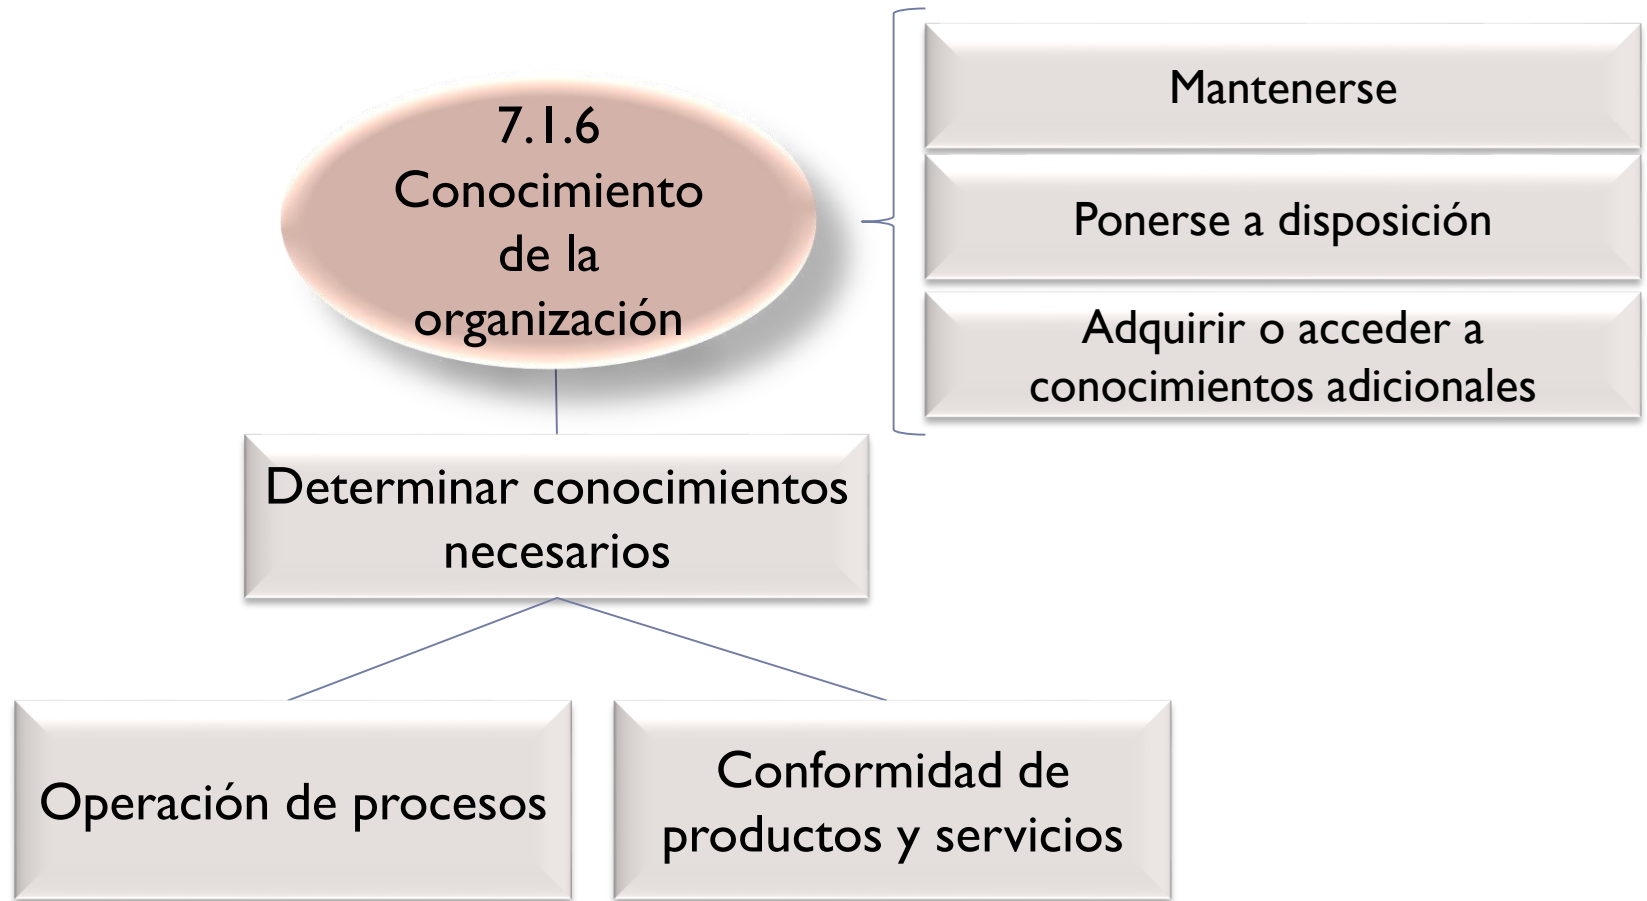 7.1.6
Conocimiento
de la
organización
Mantenerse
Ponerse a disposición
Adquirir o acceder a
conocimientos adicionales
Determinar conocimientos
necesarios
Operación de procesos
Conformidad de
productos y servicios